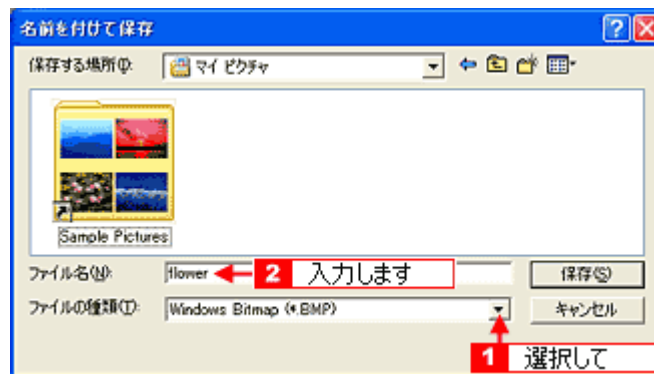 名前を付けて保存
保存する場所(I): マイ ピクチャ
Sample Pictures
ファイル名(N): flower 2 入力します 保存(S)
ファイルの種類(T): Windows Bitmap (*.BMP) キャンセル
1 選択して